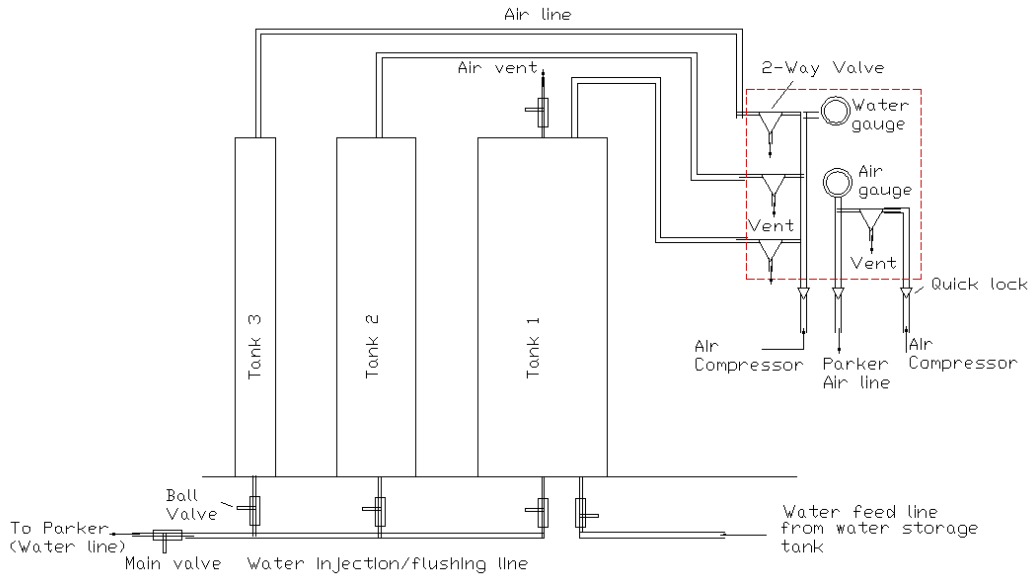 Air line
Air vent
2-Way Valve
Water
gauge
Air
gauge
Vent
Vent
Quick lock
Tank 3
Tank 2
Tank 1
AIr
Compressor
Parker
Air line
AIr
Compressor
Ball
Valve
To Parker
(Water line)
Main valve
Water InjectIon/flushIng lIne
Water feed line
from water storage
tank